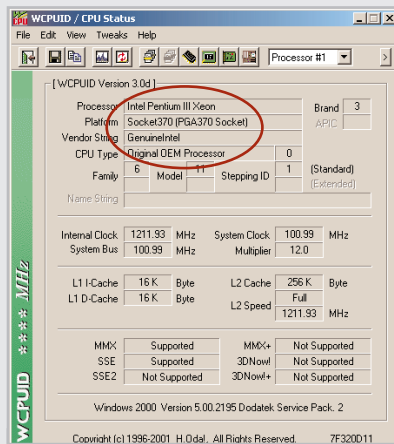 WCPUID / CPU Status
File Edit View Tweaks Help
Processor #1
[ WCPUID Version 3.0d ]
Processor Intel Pentium III Xeon Brand 3
Platform Socket370 (PGA370 Socket) APIC
Vendor String GenuineIntel
CPU Type Original OEM Processor 0
Family 6 Model 11 Stepping ID 1 (Standard)
(Extended)
Name String
Internal Clock 1211.93 MHz System Clock 100.99 MHz
System Bus 100.99 MHz Multiplier 12.0
L1 I-Cache 16 K Byte L2 Cache 256 K Byte
L1 D-Cache 16 K Byte L2 Speed Full
1211.93 MHz
MMX Supported MMX+ Not Supported
SSE Supported 3DNow! Not Supported
SSE2 Not Supported 3DNow!+ Not Supported
Windows 2000 Version 5.00.2195 Dodatek Service Pack. 2
Copyright (c) 1996-2001 H.Oda!, All Rights Reserved. 7F320D11
WCPUID **** MHz